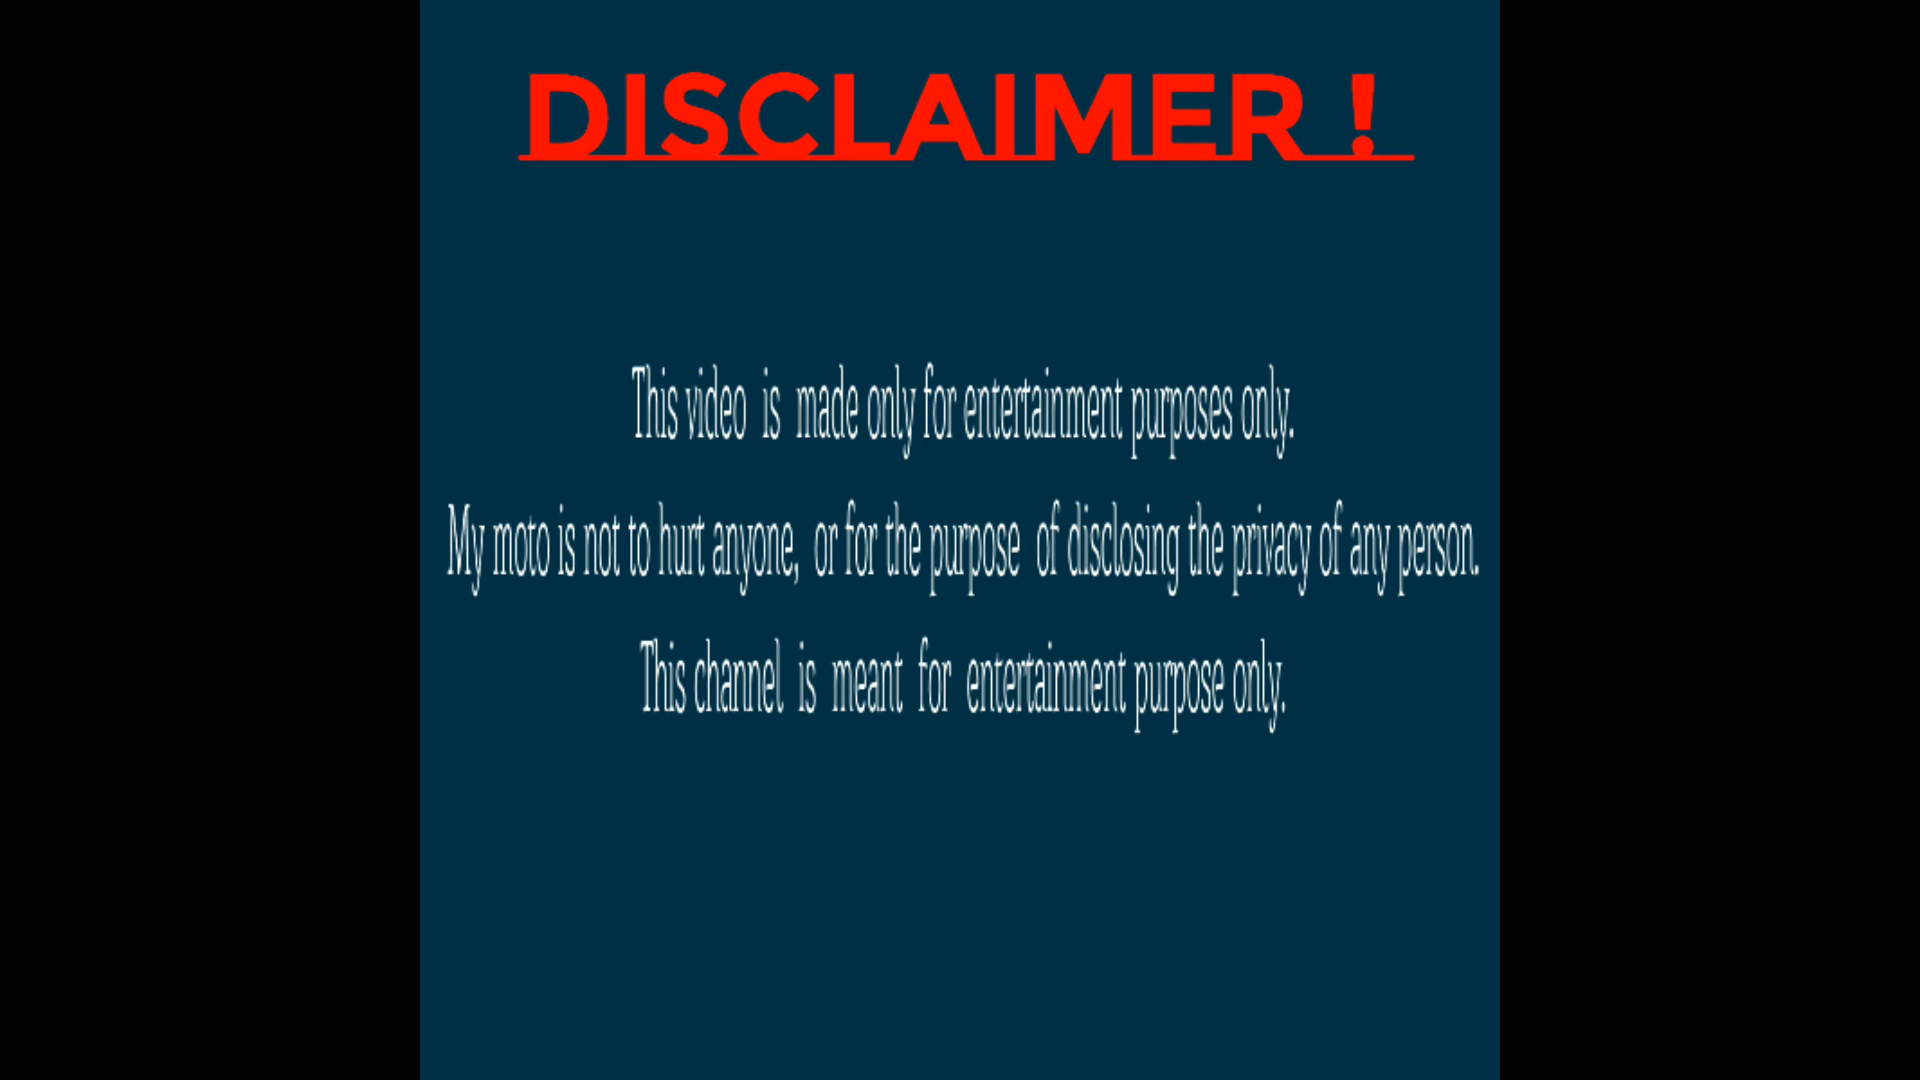 DISCLAIMER !
This video is made only for entertainment purposes only.
My moto is not to hurt anyone, or for the purpose of disclosing the privacy of any person.
This channel is meant for entertainment purpose only.